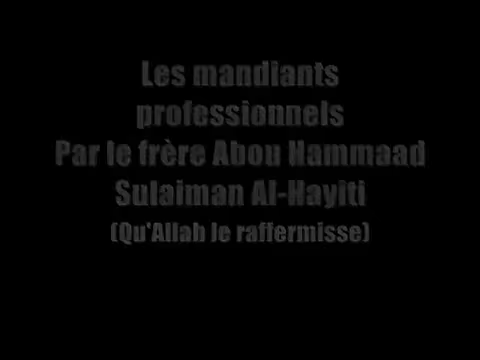 Les mandiants
professionnels
Par le frère Abou Hammaad
Sulaiman Al-Hayiti
(Qu'Allah le raffermisse)